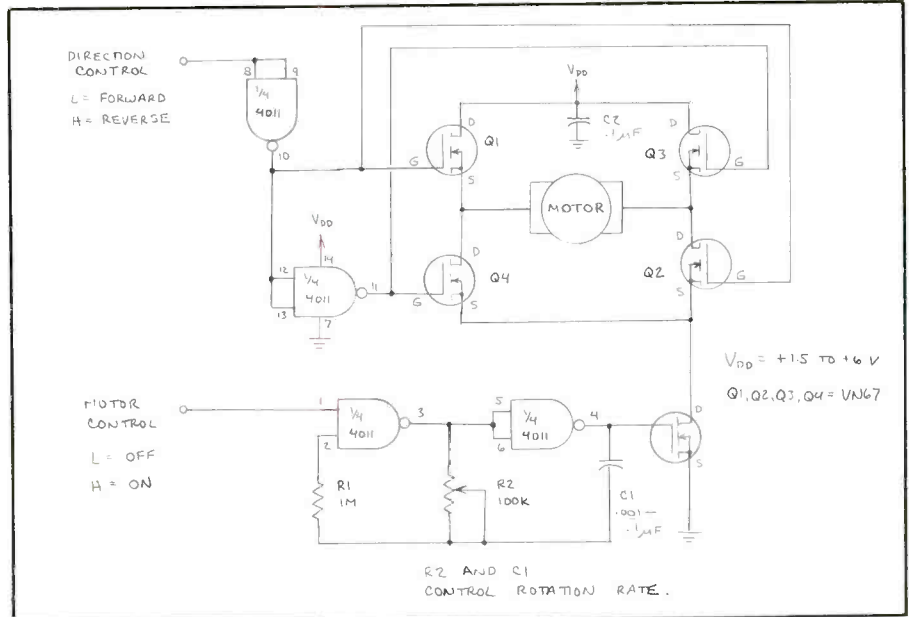 DIRECTION
CONTROL
L = FORWARD
H = REVERSE
8
9
1/4
4011
10
VDD
14
12
1/4
4011
11
13
7
VDD
C2
.1µF
D
Q1
G
S
D
Q3
G
S
MOTOR
D
Q4
G
S
D
Q2
G
S
VDD = +1.5 TO +6 V
Q1,Q2,Q3,Q4 = VN67
MOTOR
CONTROL
L = OFF
H = ON
1
2
1/4
4011
3
5
6
1/4
4011
4
D
S
R1
1M
R2
100K
C1
.001-
.1µF
R2 AND C1
CONTROL ROTATION RATE.